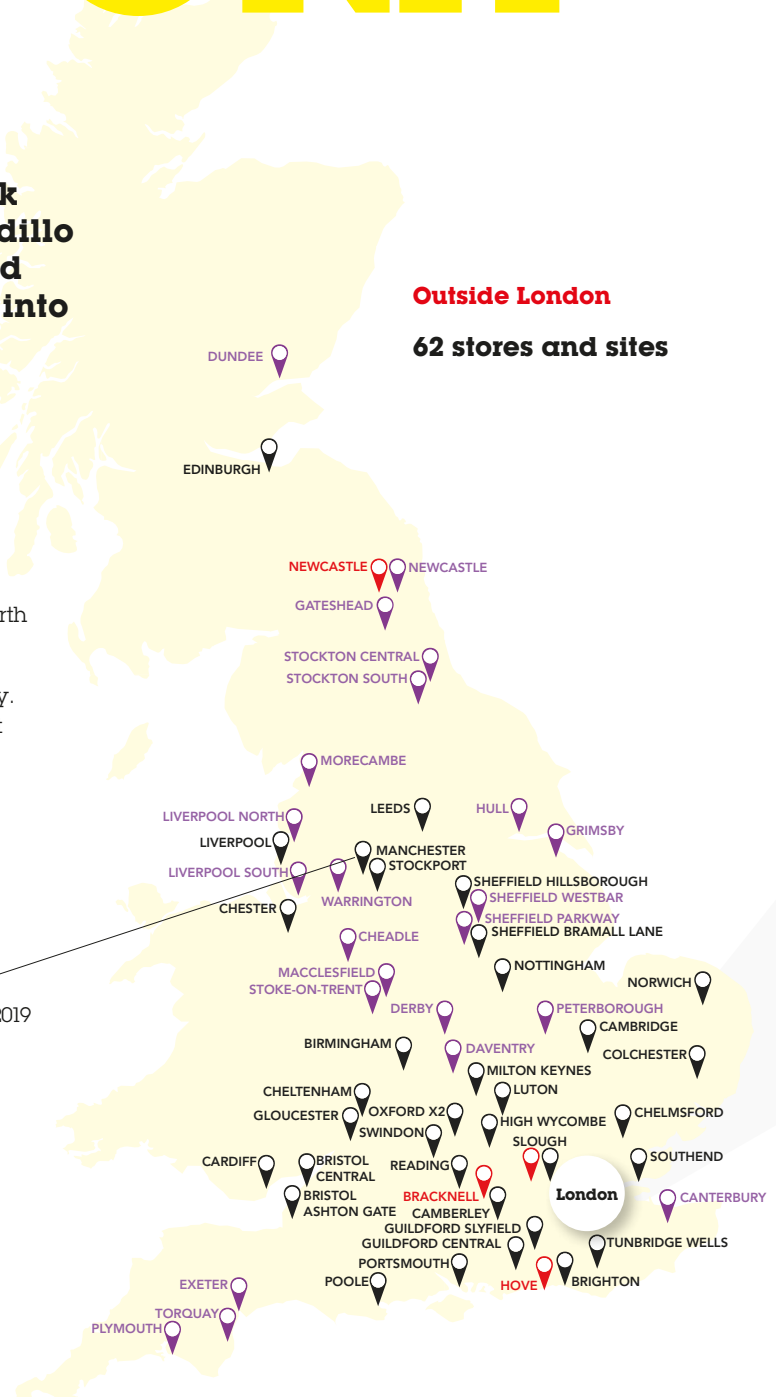 k
dillo
d
into
Outside London
62 stores and sites
DUNDEE
EDINBURGH
NEWCASTLE
NEWCASTLE
GATESHEAD
rth
STOCKTON CENTRAL
STOCKTON SOUTH
y.
MORECAMBE
LEEDS
HULL
LIVERPOOL NORTH
GRIMSBY
LIVERPOOL
MANCHESTER
STOCKPORT
LIVERPOOL SOUTH
SHEFFIELD HILLSBOROUGH
WARRINGTON
SHEFFIELD WESTBAR
CHESTER
SHEFFIELD PARKWAY
SHEFFIELD BRAMALL LANE
CHEADLE
NOTTINGHAM
MACCLESFIELD
NORWICH
STOKE-ON-TRENT
2019
DERBY
PETERBOROUGH
CAMBRIDGE
BIRMINGHAM
DAVENTRY
COLCHESTER
MILTON KEYNES
CHELTENHAM
LUTON
GLOUCESTER
OXFORD X2
CHELMSFORD
HIGH WYCOMBE
SWINDON
SLOUGH
CARDIFF
BRISTOL
CENTRAL
READING
SOUTHEND
BRACKNELL
London
CANTERBURY
BRISTOL
ASHTON GATE
CAMBERLEY
GUILDFORD SLYFIELD
GUILDFORD CENTRAL
TUNBRIDGE WELLS
PORTSMOUTH
POOLE
HOVE
BRIGHTON
EXETER
TORQUAY
PLYMOUTH